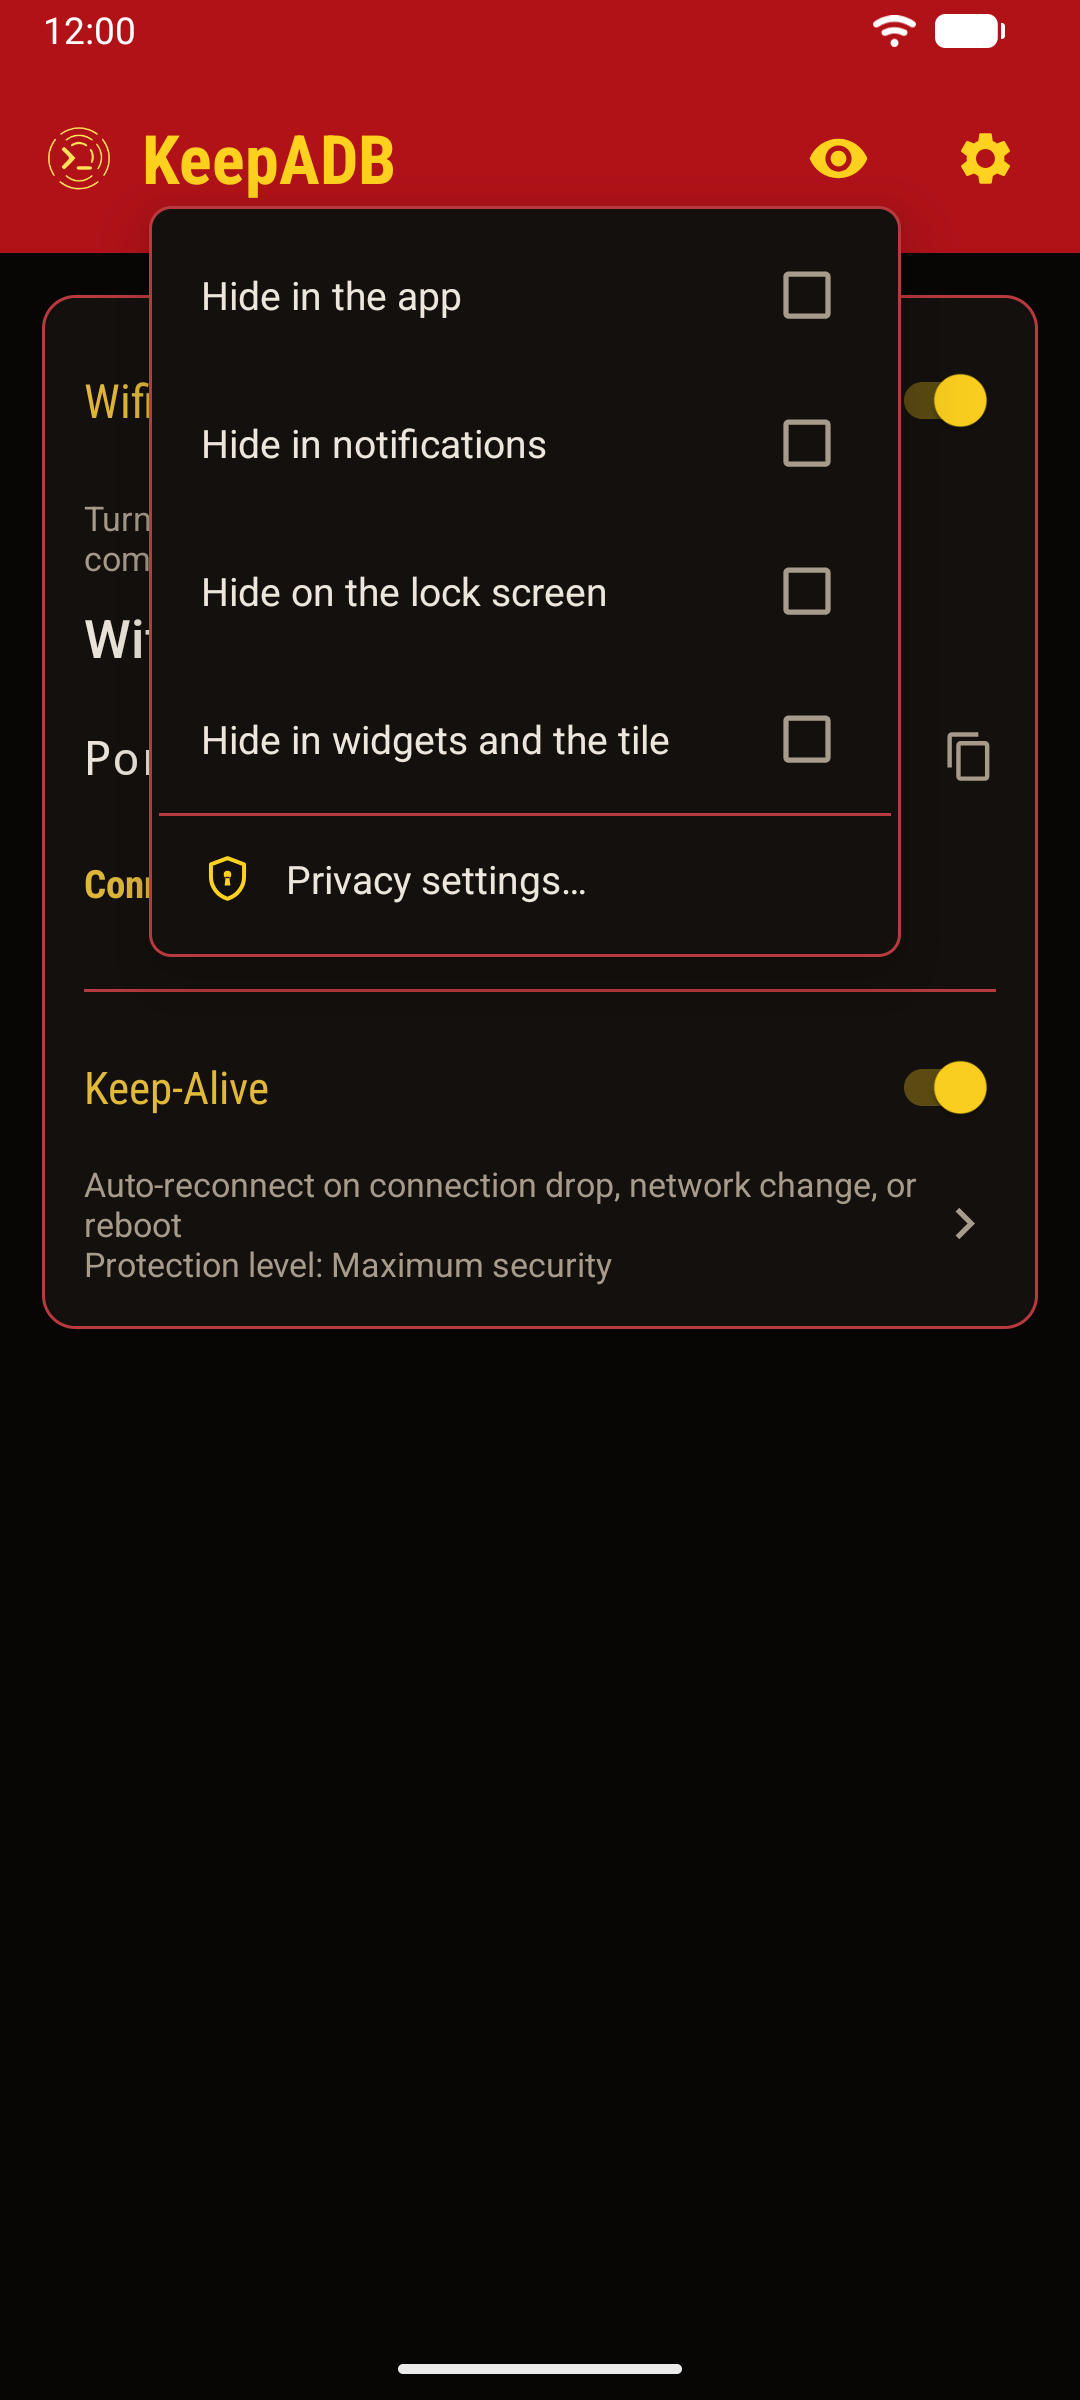 12:00
KeepADB
Hide in the app
Hide in notifications
Hide on the lock screen
Hide in widgets and the tile
Privacy settings...
Keep-Alive
Auto-reconnect on connection drop, network change, or
reboot
Protection level: Maximum security